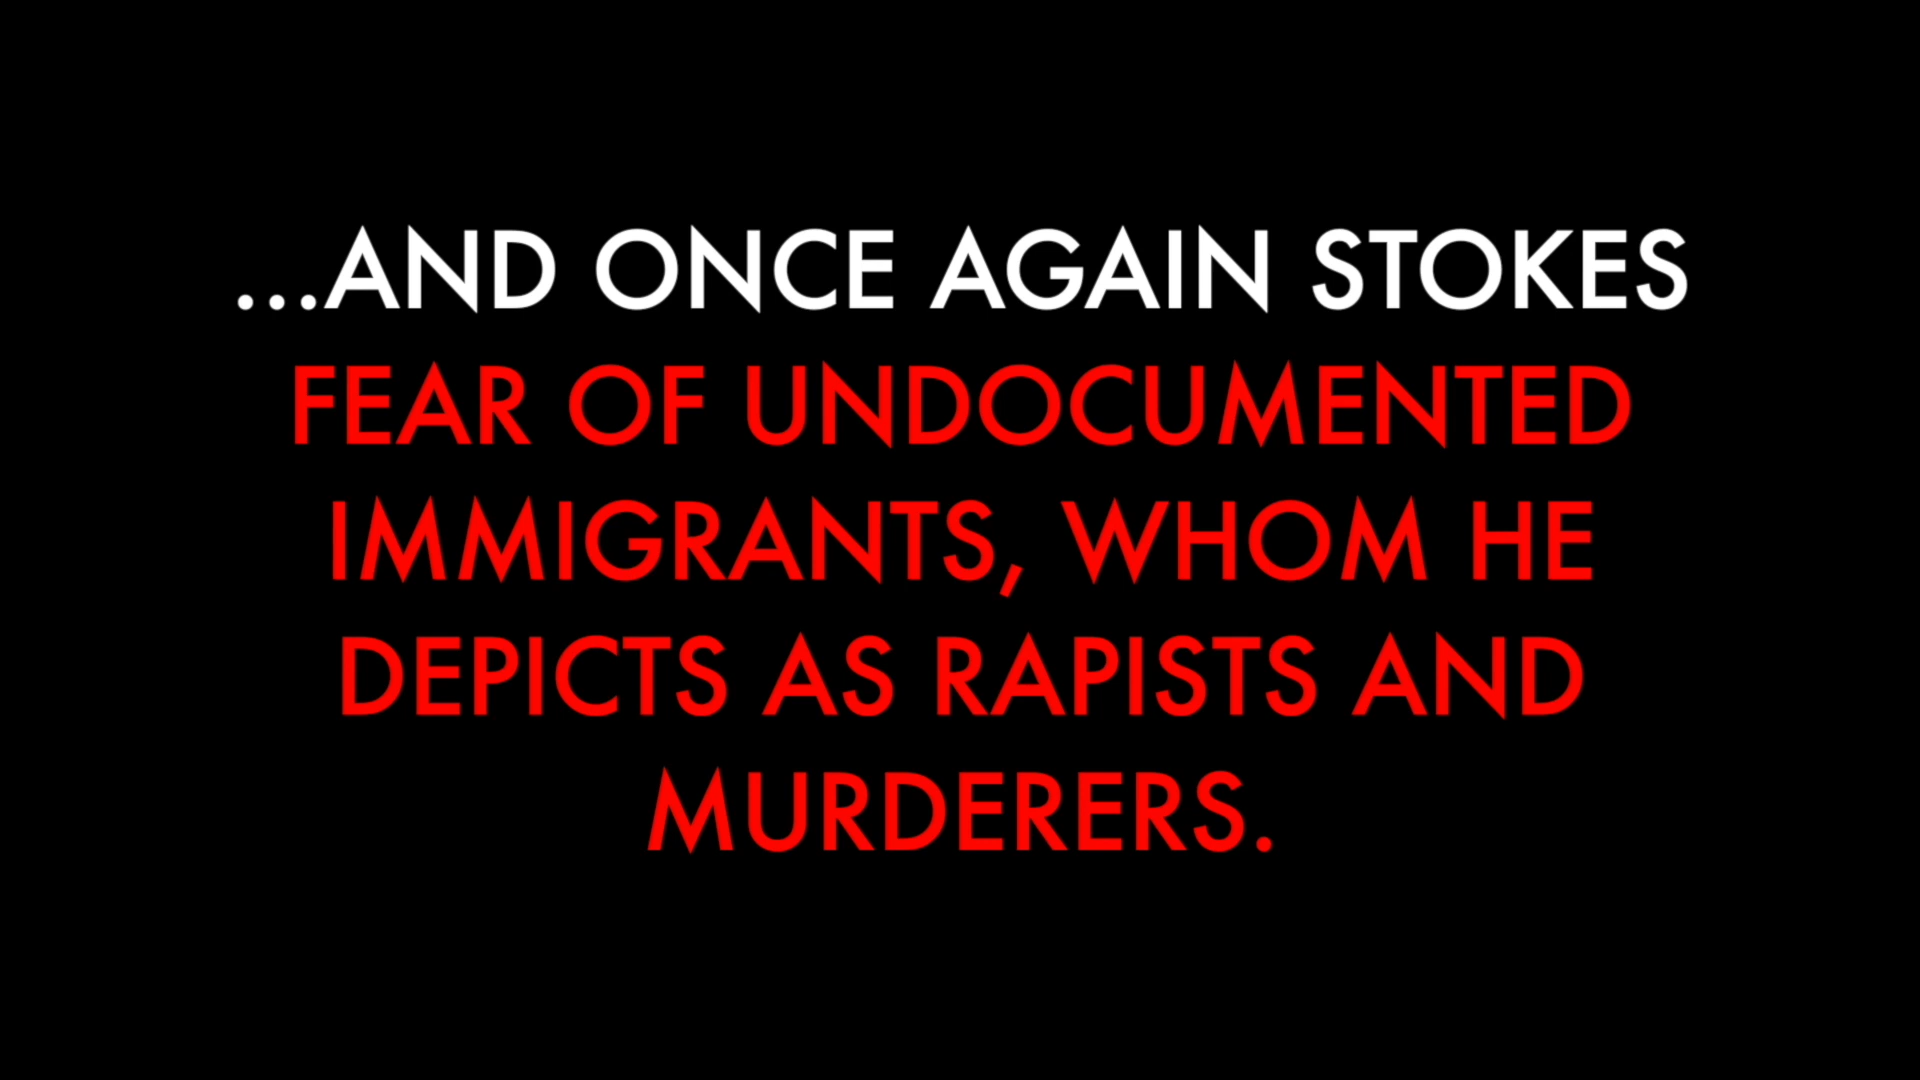 ...AND ONCE AGAIN STOKES
FEAR OF UNDOCUMENTED
IMMIGRANTS, WHOM HE
DEPICTS AS RAPISTS AND
MURDERERS.